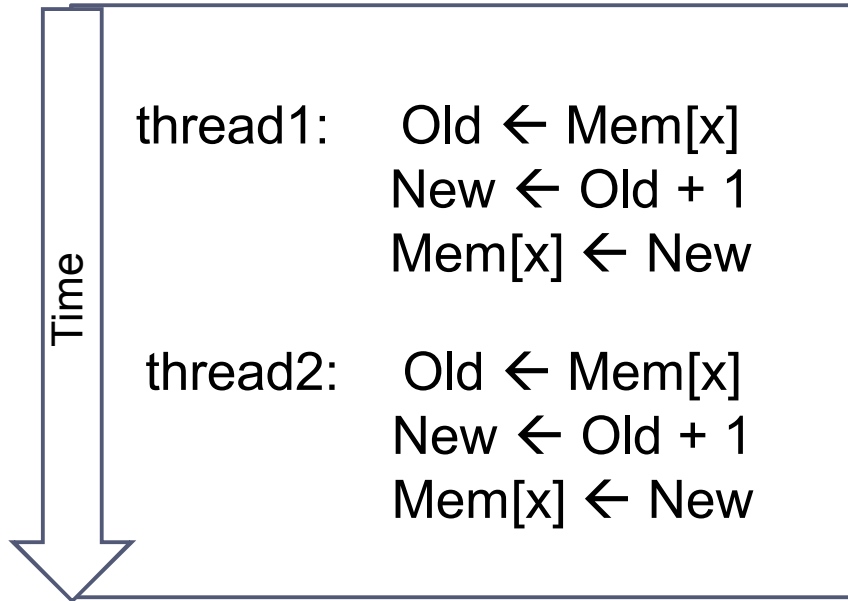 Time
thread1: Old ← Mem[x]
New ← Old + 1
Mem[x] ← New
thread2: Old ← Mem[x]
New ← Old + 1
Mem[x] ← New